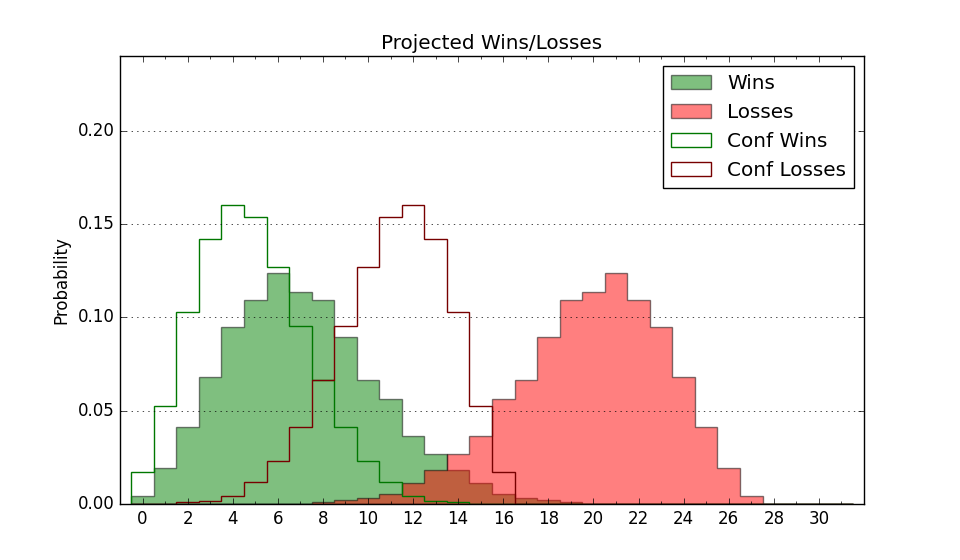 Projected Wins/Losses
Wins
Losses
Conf Wins
Conf Losses
Probability
0.20
0.15
0.10
0.05
0.00
0 2 4 6 8 10 12 14 16 18 20 22 24 26 28 30